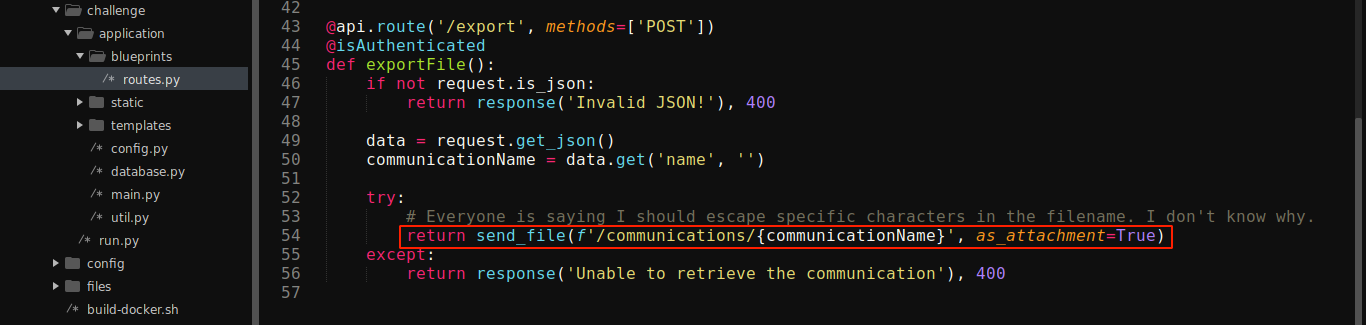 challenge
application
blueprints
/* routes.py
static
templates
/* config.py
/* database.py
/* main.py
/* util.py
/* run.py
config
files
/* build-docker.sh
42
43 @api.route('/export', methods=['POST'])
44 @isAuthenticated
45 def exportFile():
46     if not request.is_json:
47         return response('Invalid JSON!'), 400
48
49     data = request.get_json()
50     communicationName = data.get('name', '')
51
52     try:
53         # Everyone is saying I should escape specific characters in the filename. I don't know why.
54         return send_file(f'/communications/{communicationName}', as_attachment=True)
55     except:
56         return response('Unable to retrieve the communication'), 400
57